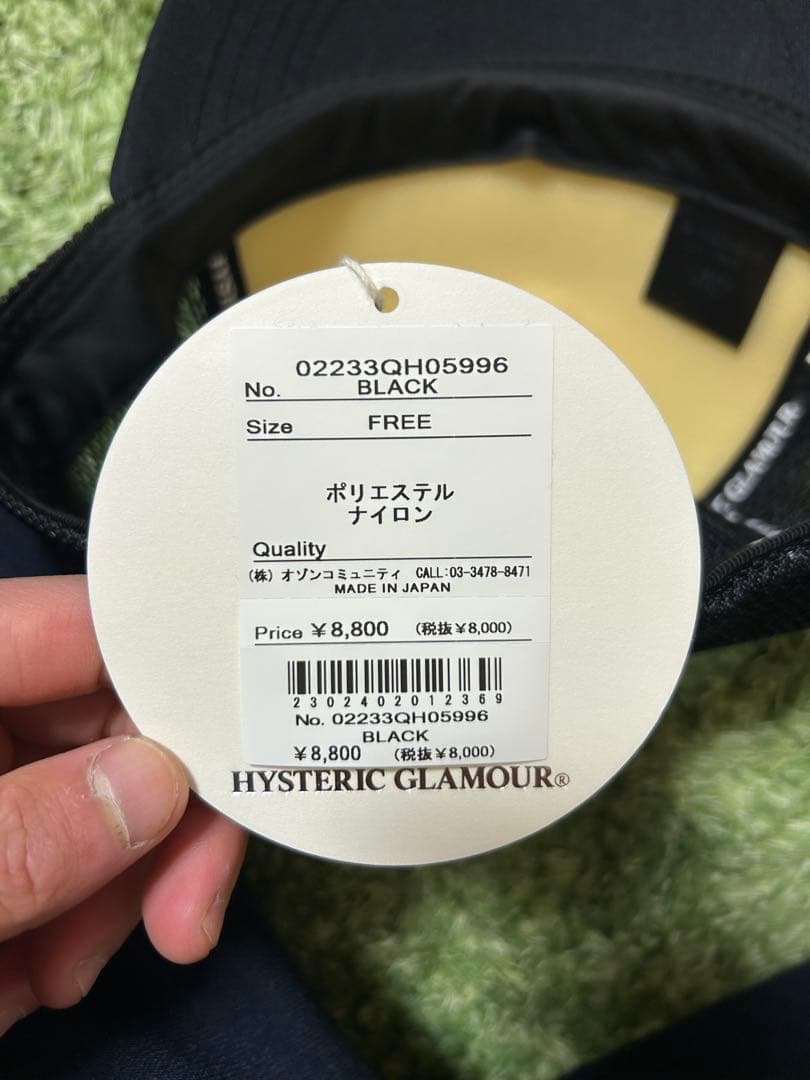 02233QH05996
No. BLACK
Size FREE
ポリエステル
ナイロン
Quality
(株) オゾンコミュニティ CALL:03-3478-8471
MADE IN JAPAN
Price ¥8,800 (税抜¥8,000)
2302402012369
No. 02233QH05996
BLACK
¥8,800 (税抜¥8,000)
HYSTERIC GLAMOUR®
GLAMOUR